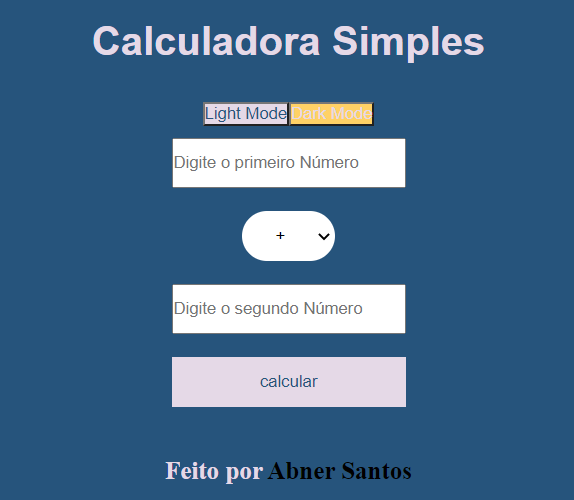 Calculadora Simples
Light Mode Dark Mode
Digite o primeiro Número
+
Digite o segundo Número
calcular
Feito por Abner Santos